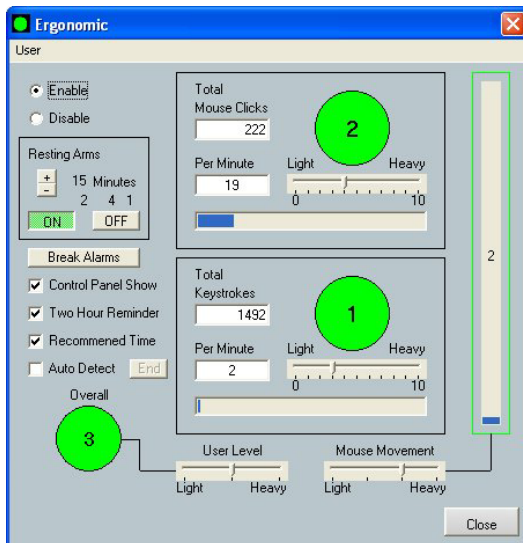 Ergonomic
User
Enable
Disable
Resting Arms
+
-
15 Minutes
2 4 1
ON OFF
Break Alarms
Control Panel Show
Two Hour Reminder
Recommened Time
Auto Detect End
Overall
3
Total
Mouse Clicks
222
2
Per Minute
19
Light Heavy
0 10
Total
Keystrokes
1492
1
Per Minute
2
Light Heavy
0 10
2
User Level
Light Heavy
Mouse Movement
Light Heavy
Close